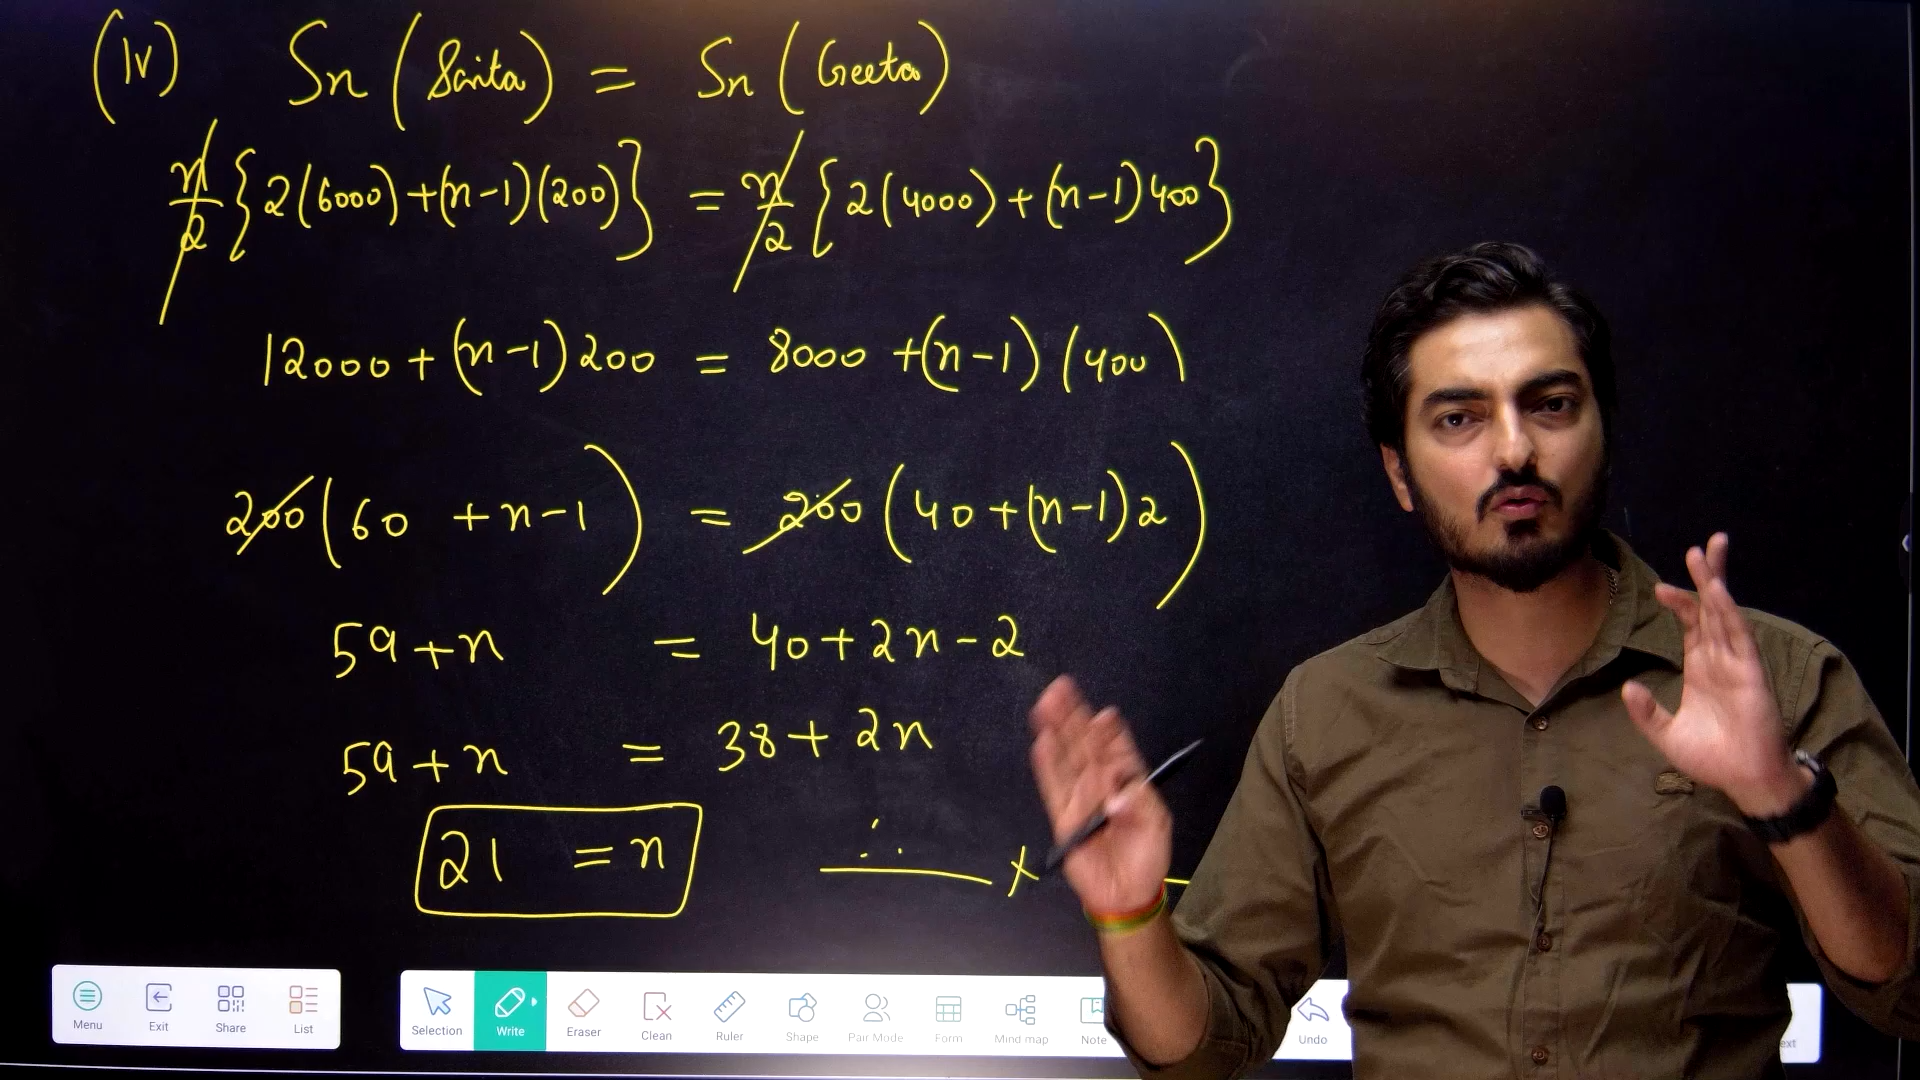 (iv) Sn (Sarita) = Sn (Geeta)
n/2 {2(6000)+(n-1)(200)} = n/2 {2(4000)+(n-1)400}
12000+(n-1)200 = 8000+(n-1)(400)
200(60+n-1) = 200(40+(n-1)2)
59+n = 40+2n-2
59+n = 38+2n
21 = n ∴ x
Menu Exit Share List Selection Write Eraser Clean Ruler Shape Pair Mode Form Mind map Note Undo